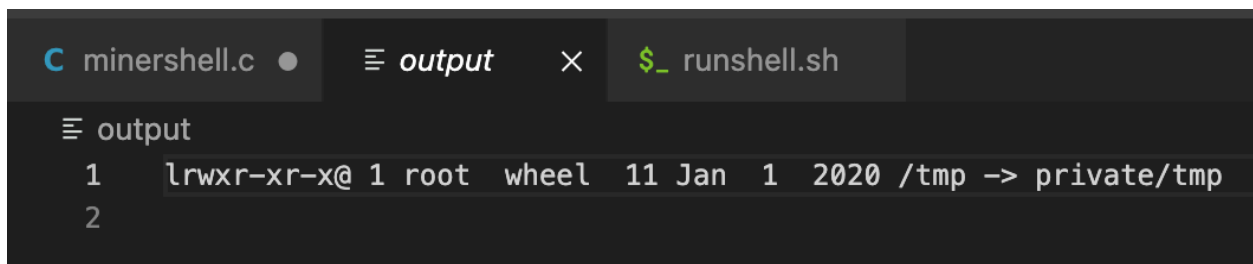 C minershell.c ●
output ×
$_ runshell.sh
output
1 lrwxr-xr-x@ 1 root  wheel  11 Jan  1  2020 /tmp -> private/tmp
2